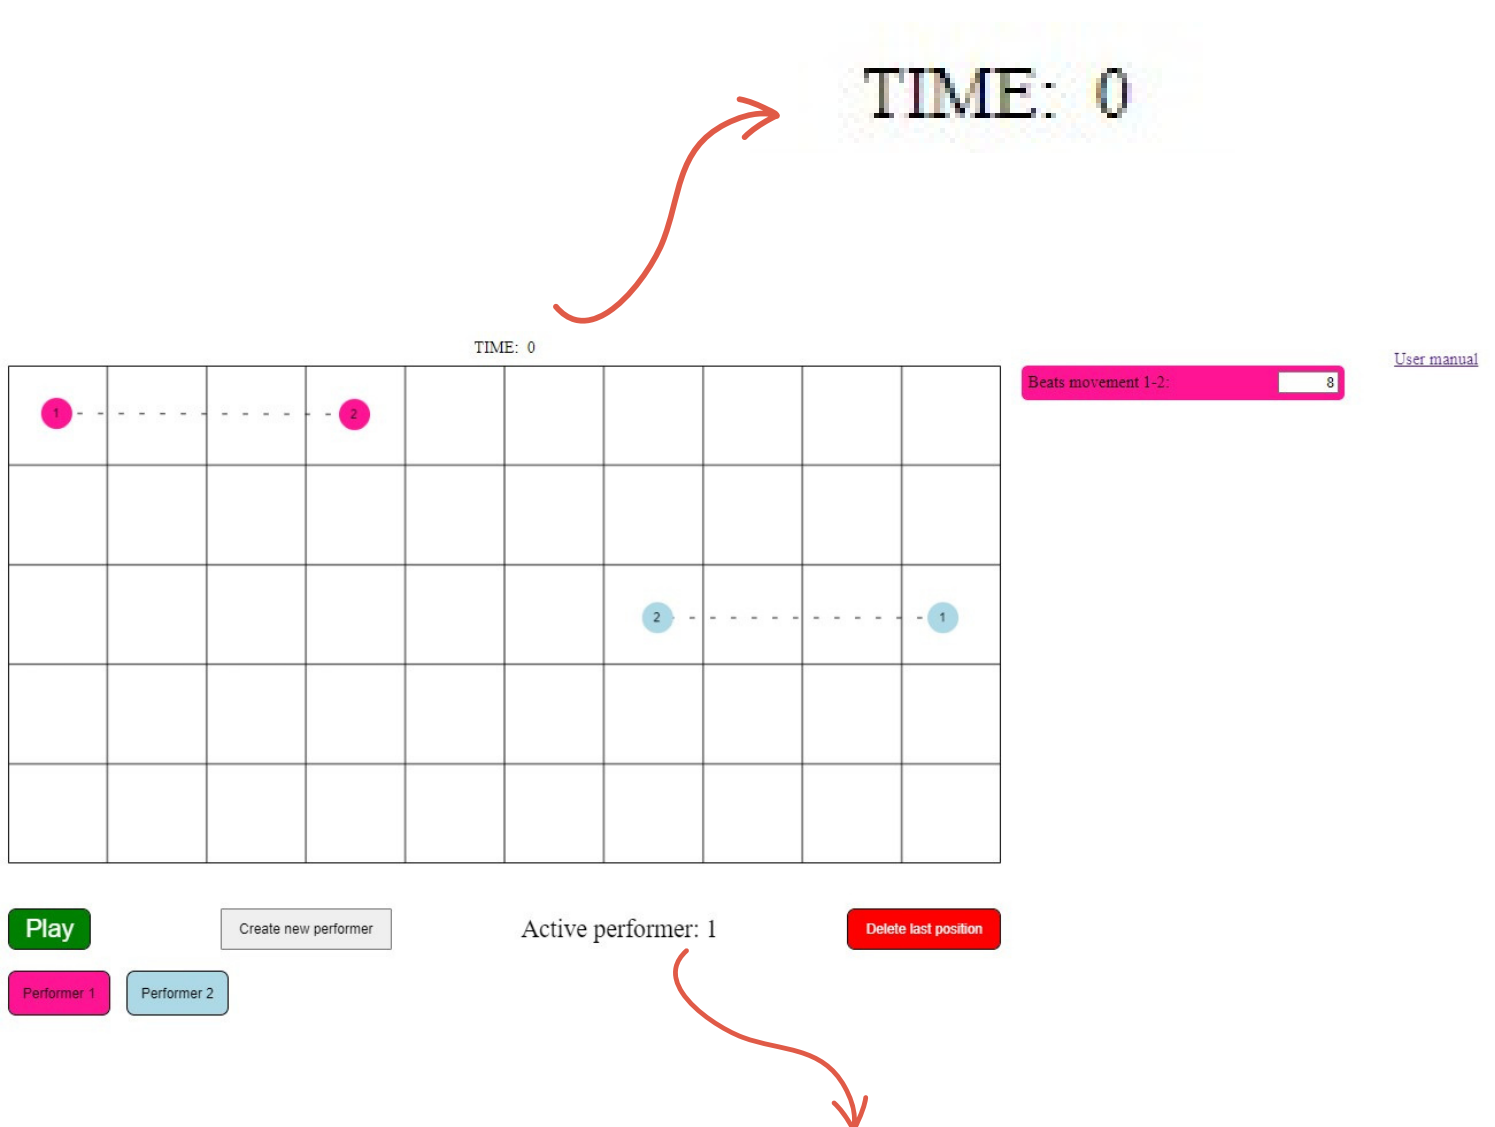 TIME: 0
TIME: 0
User manual
Beats movement 1-2: 8
1 2
2 1
Play
Create new performer
Active performer: 1
Delete last position
Performer 1
Performer 2